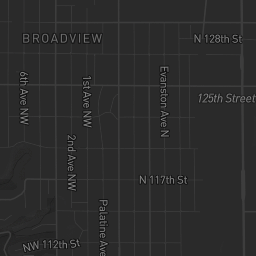 BROADVIEW
N 128th St
6th Ave NW
1st Ave NW
Evanston Ave N
125th Street
2nd Ave NW
N 117th St
Palatine Ave
NW 112th St